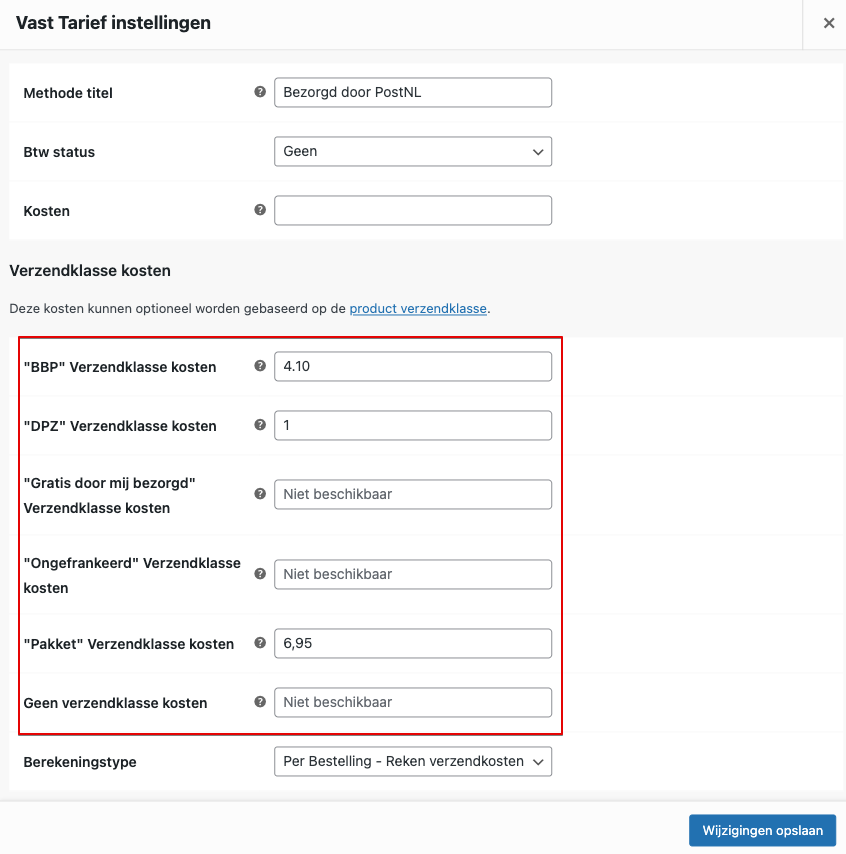 Vast Tarief instellingen
Methode titel
Bezorgd door PostNL
Btw status
Geen
Kosten
Verzendklasse kosten
Deze kosten kunnen optioneel worden gebaseerd op de product verzendklasse.
"BBP" Verzendklasse kosten
4.10
"DPZ" Verzendklasse kosten
1
"Gratis door mij bezorgd"
Verzendklasse kosten
Niet beschikbaar
"Ongefrankeerd" Verzendklasse
kosten
Niet beschikbaar
"Pakket" Verzendklasse kosten
6,95
Geen verzendklasse kosten
Niet beschikbaar
Berekeningstype
Per Bestelling - Reken verzendkosten
Wijzigingen opslaan